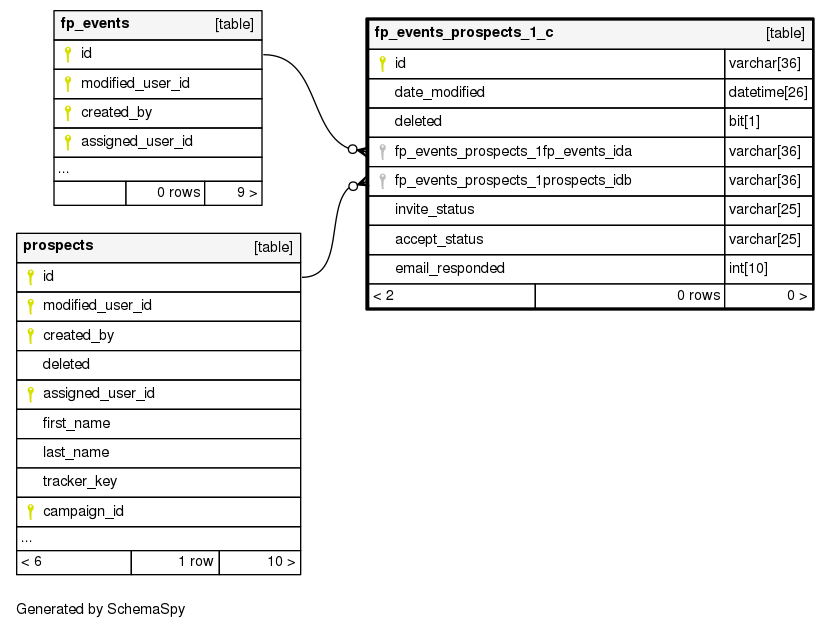 fp_events [table]
id
modified_user_id
created_by
assigned_user_id
...
0 rows 9 >
prospects [table]
id
modified_user_id
created_by
deleted
assigned_user_id
first_name
last_name
tracker_key
campaign_id
...
< 6 1 row 10 >
fp_events_prospects_1_c [table]
id varchar[36]
date_modified datetime[26]
deleted bit[1]
fp_events_prospects_1fp_events_ida varchar[36]
fp_events_prospects_1prospects_idb varchar[36]
invite_status varchar[25]
accept_status varchar[25]
email_responded int[10]
< 2 0 rows 0 >
Generated by SchemaSpy